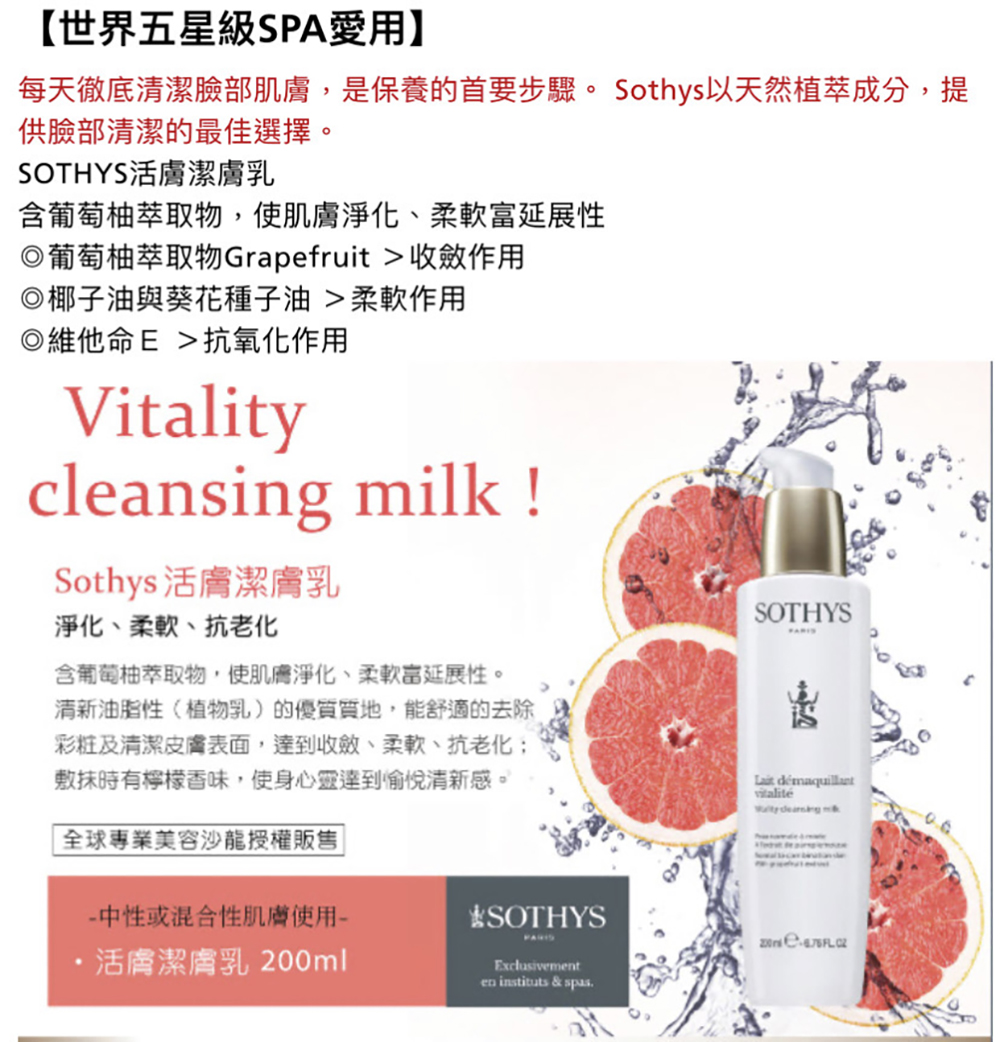 【世界五星級SPA愛用】
每天徹底清潔臉部肌膚，是保養的首要步驟。 Sothys以天然植萃成分，提
供臉部清潔的最佳選擇。
SOTHYS活膚潔膚乳
含葡萄柚萃取物，使肌膚淨化、柔軟富延展性
◎葡萄柚萃取物Grapefruit ＞收斂作用
◎椰子油與葵花種子油 ＞柔軟作用
◎維他命Ｅ ＞抗氧化作用
Vitality
cleansing milk !
Sothys 活膚潔膚乳
淨化、柔軟、抗老化
含葡萄柚萃取物，使肌膚淨化、柔軟富延展性。
清新油脂性（植物乳）的優質質地，能舒適的去除
彩粧及清潔皮膚表面，達到收斂、柔軟、抗老化；
敷抹時有檸檬香味，使身心靈達到愉悅清新感。
全球專業美容沙龍授權販售
-中性或混合性肌膚使用-
・活膚潔膚乳 200ml
SOTHYS
PARIS
Exclusivement
en instituts & spas.
SOTHYS
PARIS
Lait démaquillant
vitalité
Vitality cleansing milk
Normal to combination skin
With grapefruit extract
200ml ℮-6.76 FL.OZ